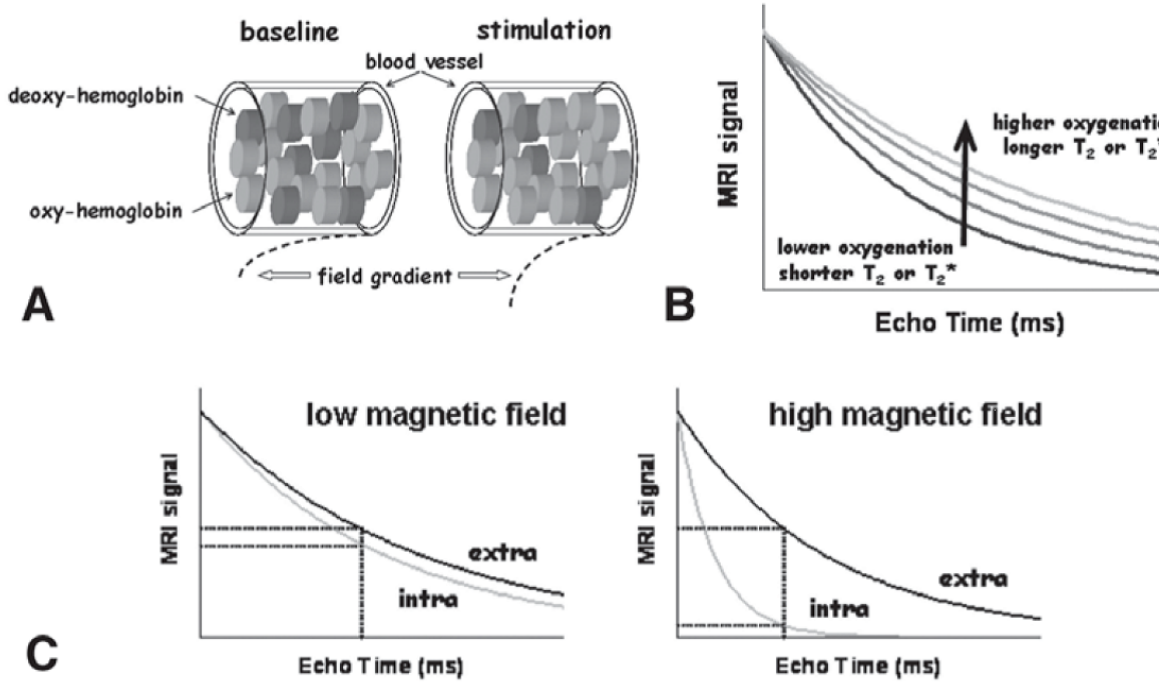 baseline
stimulation
blood vessel
deoxy-hemoglobin
oxy-hemoglobin
field gradient
A
MRI signal
higher oxygenatio
longer T₂ or T₂
lower oxygenation
shorter T₂ or T₂*
B
Echo Time (ms)
low magnetic field
MRI signal
extra
intra
C
Echo Time (ms)
high magnetic field
MRI signal
extra
intra
Echo Time (ms)